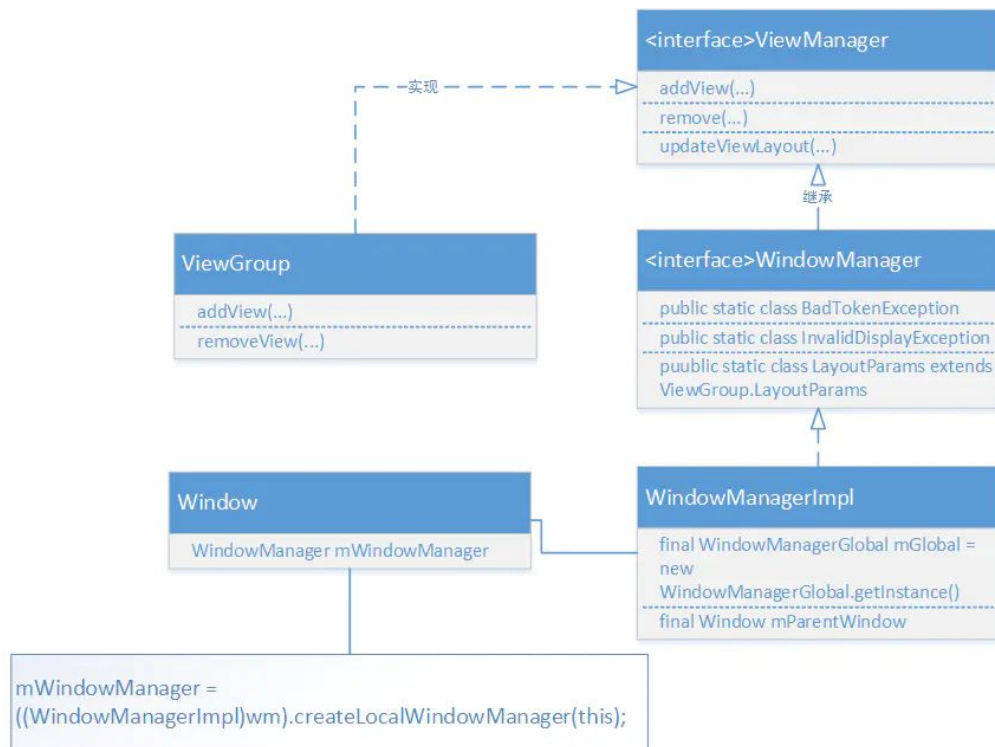 <interface>ViewManager
addView(...)
remove(...)
updateViewLayout(...)
实现
继承
ViewGroup
addView(...)
removeView(...)
<interface>WindowManager
public static class BadTokenException
public static class InvalidDisplayException
puublic static class LayoutParams extends
ViewGroup.LayoutParams
Window
WindowManager mWindowManager
WindowManagerImpl
final WindowManagerGlobal mGlobal =
new
WindowManagerGlobal.getInstance()
final Window mParentWindow
mWindowManager =
((WindowManagerImpl)wm).createLocalWindowManager(this);